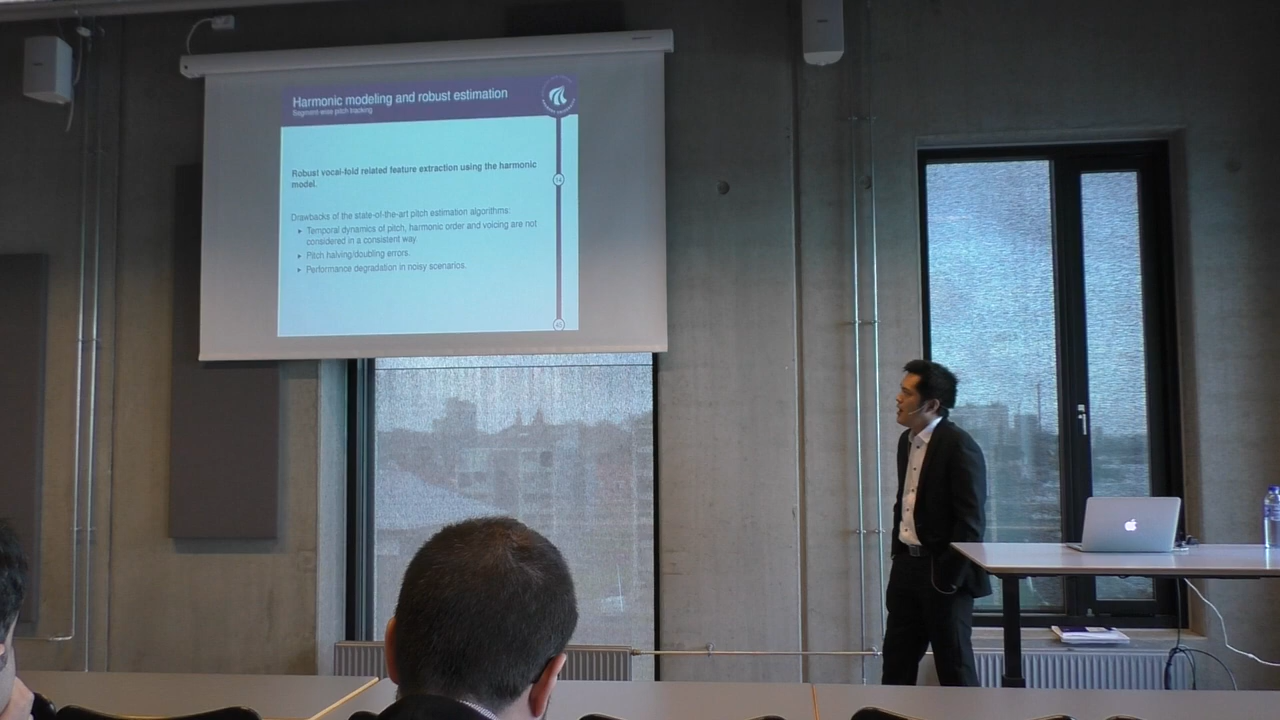 Harmonic modeling and robust estimation
Segment-wise pitch tracking
Robust vocal-fold related feature extraction using the harmonic
model.
14
Drawbacks of the state-of-the-art pitch estimation algorithms:
Temporal dynamics of pitch, harmonic order and voicing are not
considered in a consistent way.
Pitch halving/doubling errors.
Performance degradation in noisy scenarios.